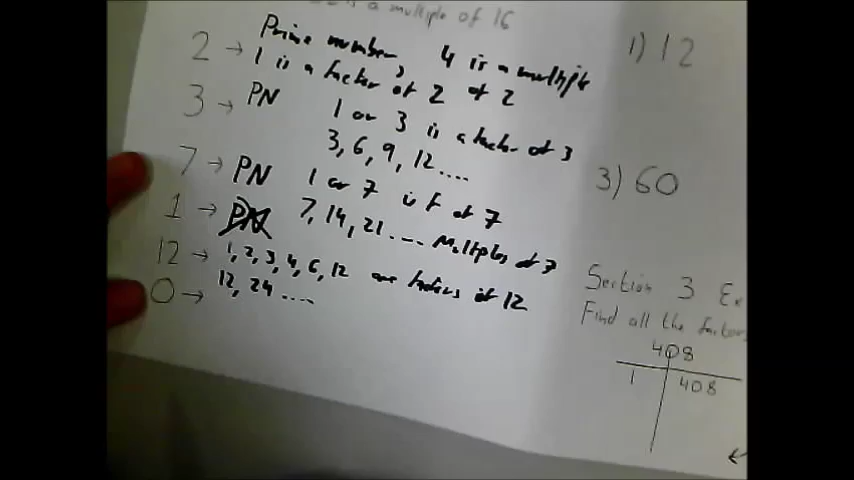 is a multiple of 16
2 → Prime number, 4 is a multiple of 2
1 is a factor of 2
3 → PN 1 or 3 is a factor of 3
3, 6, 9, 12....
7 → PN 1 or 7 is F of 7
7, 14, 21.... Multiples of 7
1 → PN
12 → 1, 2, 3, 4, 6, 12 are factors of 12
12, 24....
0 →
1) 12
3) 60
Section 3 Ex
Find all the factors
408
1 408